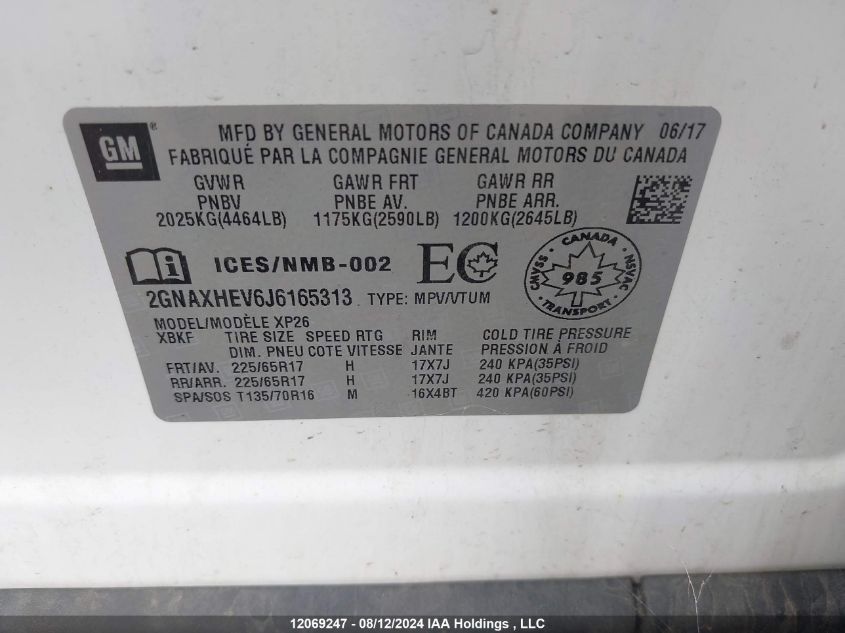 GM®
MFD BY GENERAL MOTORS OF CANADA COMPANY 06/17
FABRIQUÉ PAR LA COMPAGNIE GENERAL MOTORS DU CANADA
GVWR GAWR FRT GAWR RR
PNBV PNBE AV. PNBE ARR.
2025KG(4464LB) 1175KG(2590LB) 1200KG(2645LB)
i ICES/NMB-002 EC
CANADA
SVMAC 985 NSVAC
TRANSPORT
2GNAXHEV6J6165313 TYPE: MPV/VTUM
MODEL/MODÈLE XP26
XBKF TIRE SIZE SPEED RTG RIM COLD TIRE PRESSURE
DIM. PNEU COTE VITESSE JANTE PRESSION À FROID
FRT/AV. 225/65R17 H 17X7J 240 KPA(35PSI)
RR/ARR. 225/65R17 H 17X7J 240 KPA(35PSI)
SPA/SOS T135/70R16 M 16X4BT 420 KPA(60PSI)
12069247 - 08/12/2024 IAA Holdings , LLC